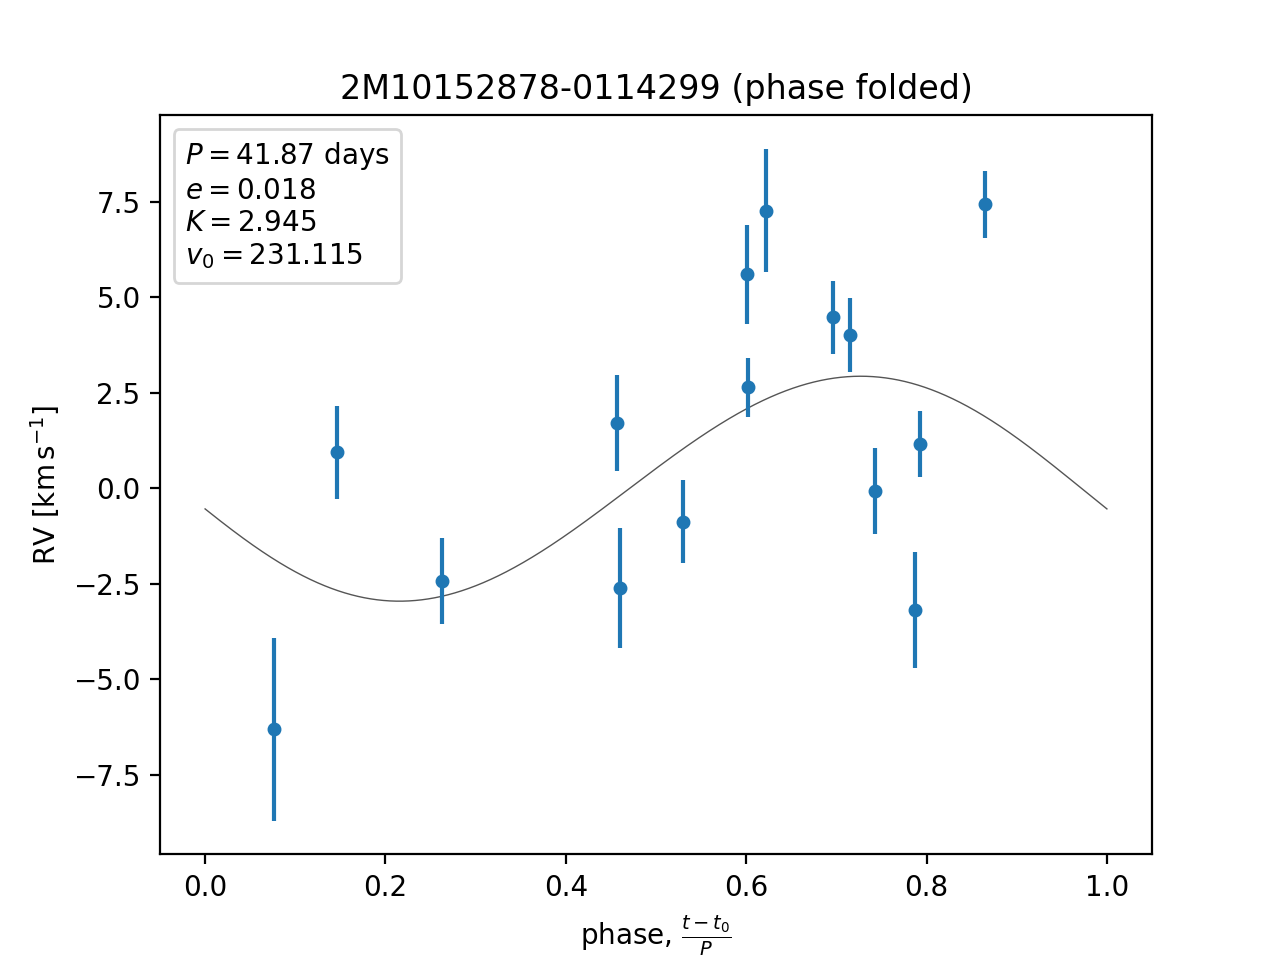 2M10152878-0114299 (phase folded)
P = 41.87 days
e = 0.018
K = 2.945
v₀ = 231.115
7.5
5.0
2.5
0.0
−2.5
−5.0
−7.5
RV [km s⁻¹]
0.0 0.2 0.4 0.6 0.8 1.0
phase, (t − t₀)/P